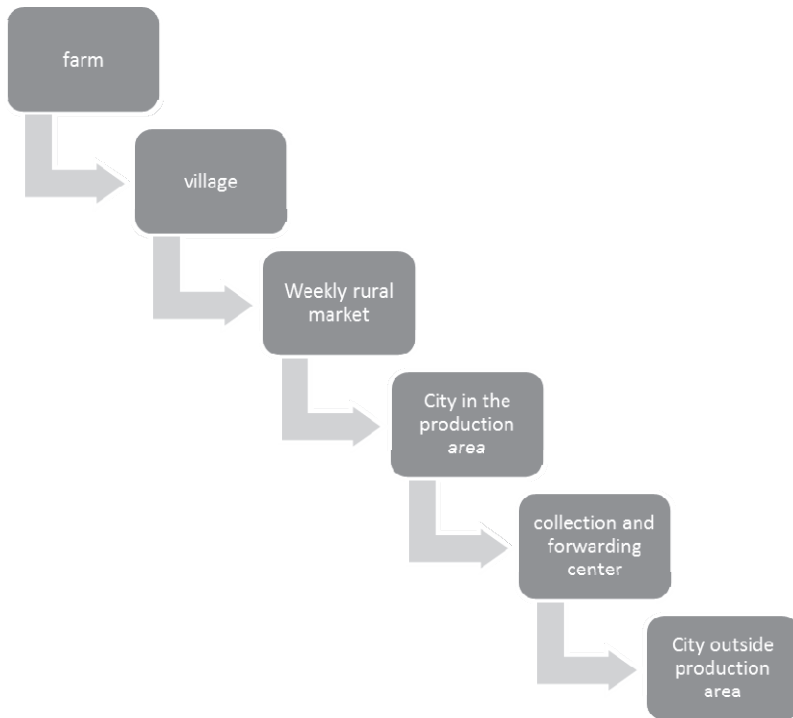 farm
village
Weekly rural
market
City in the
production
area
collection and
forwarding
center
City outside
production
area